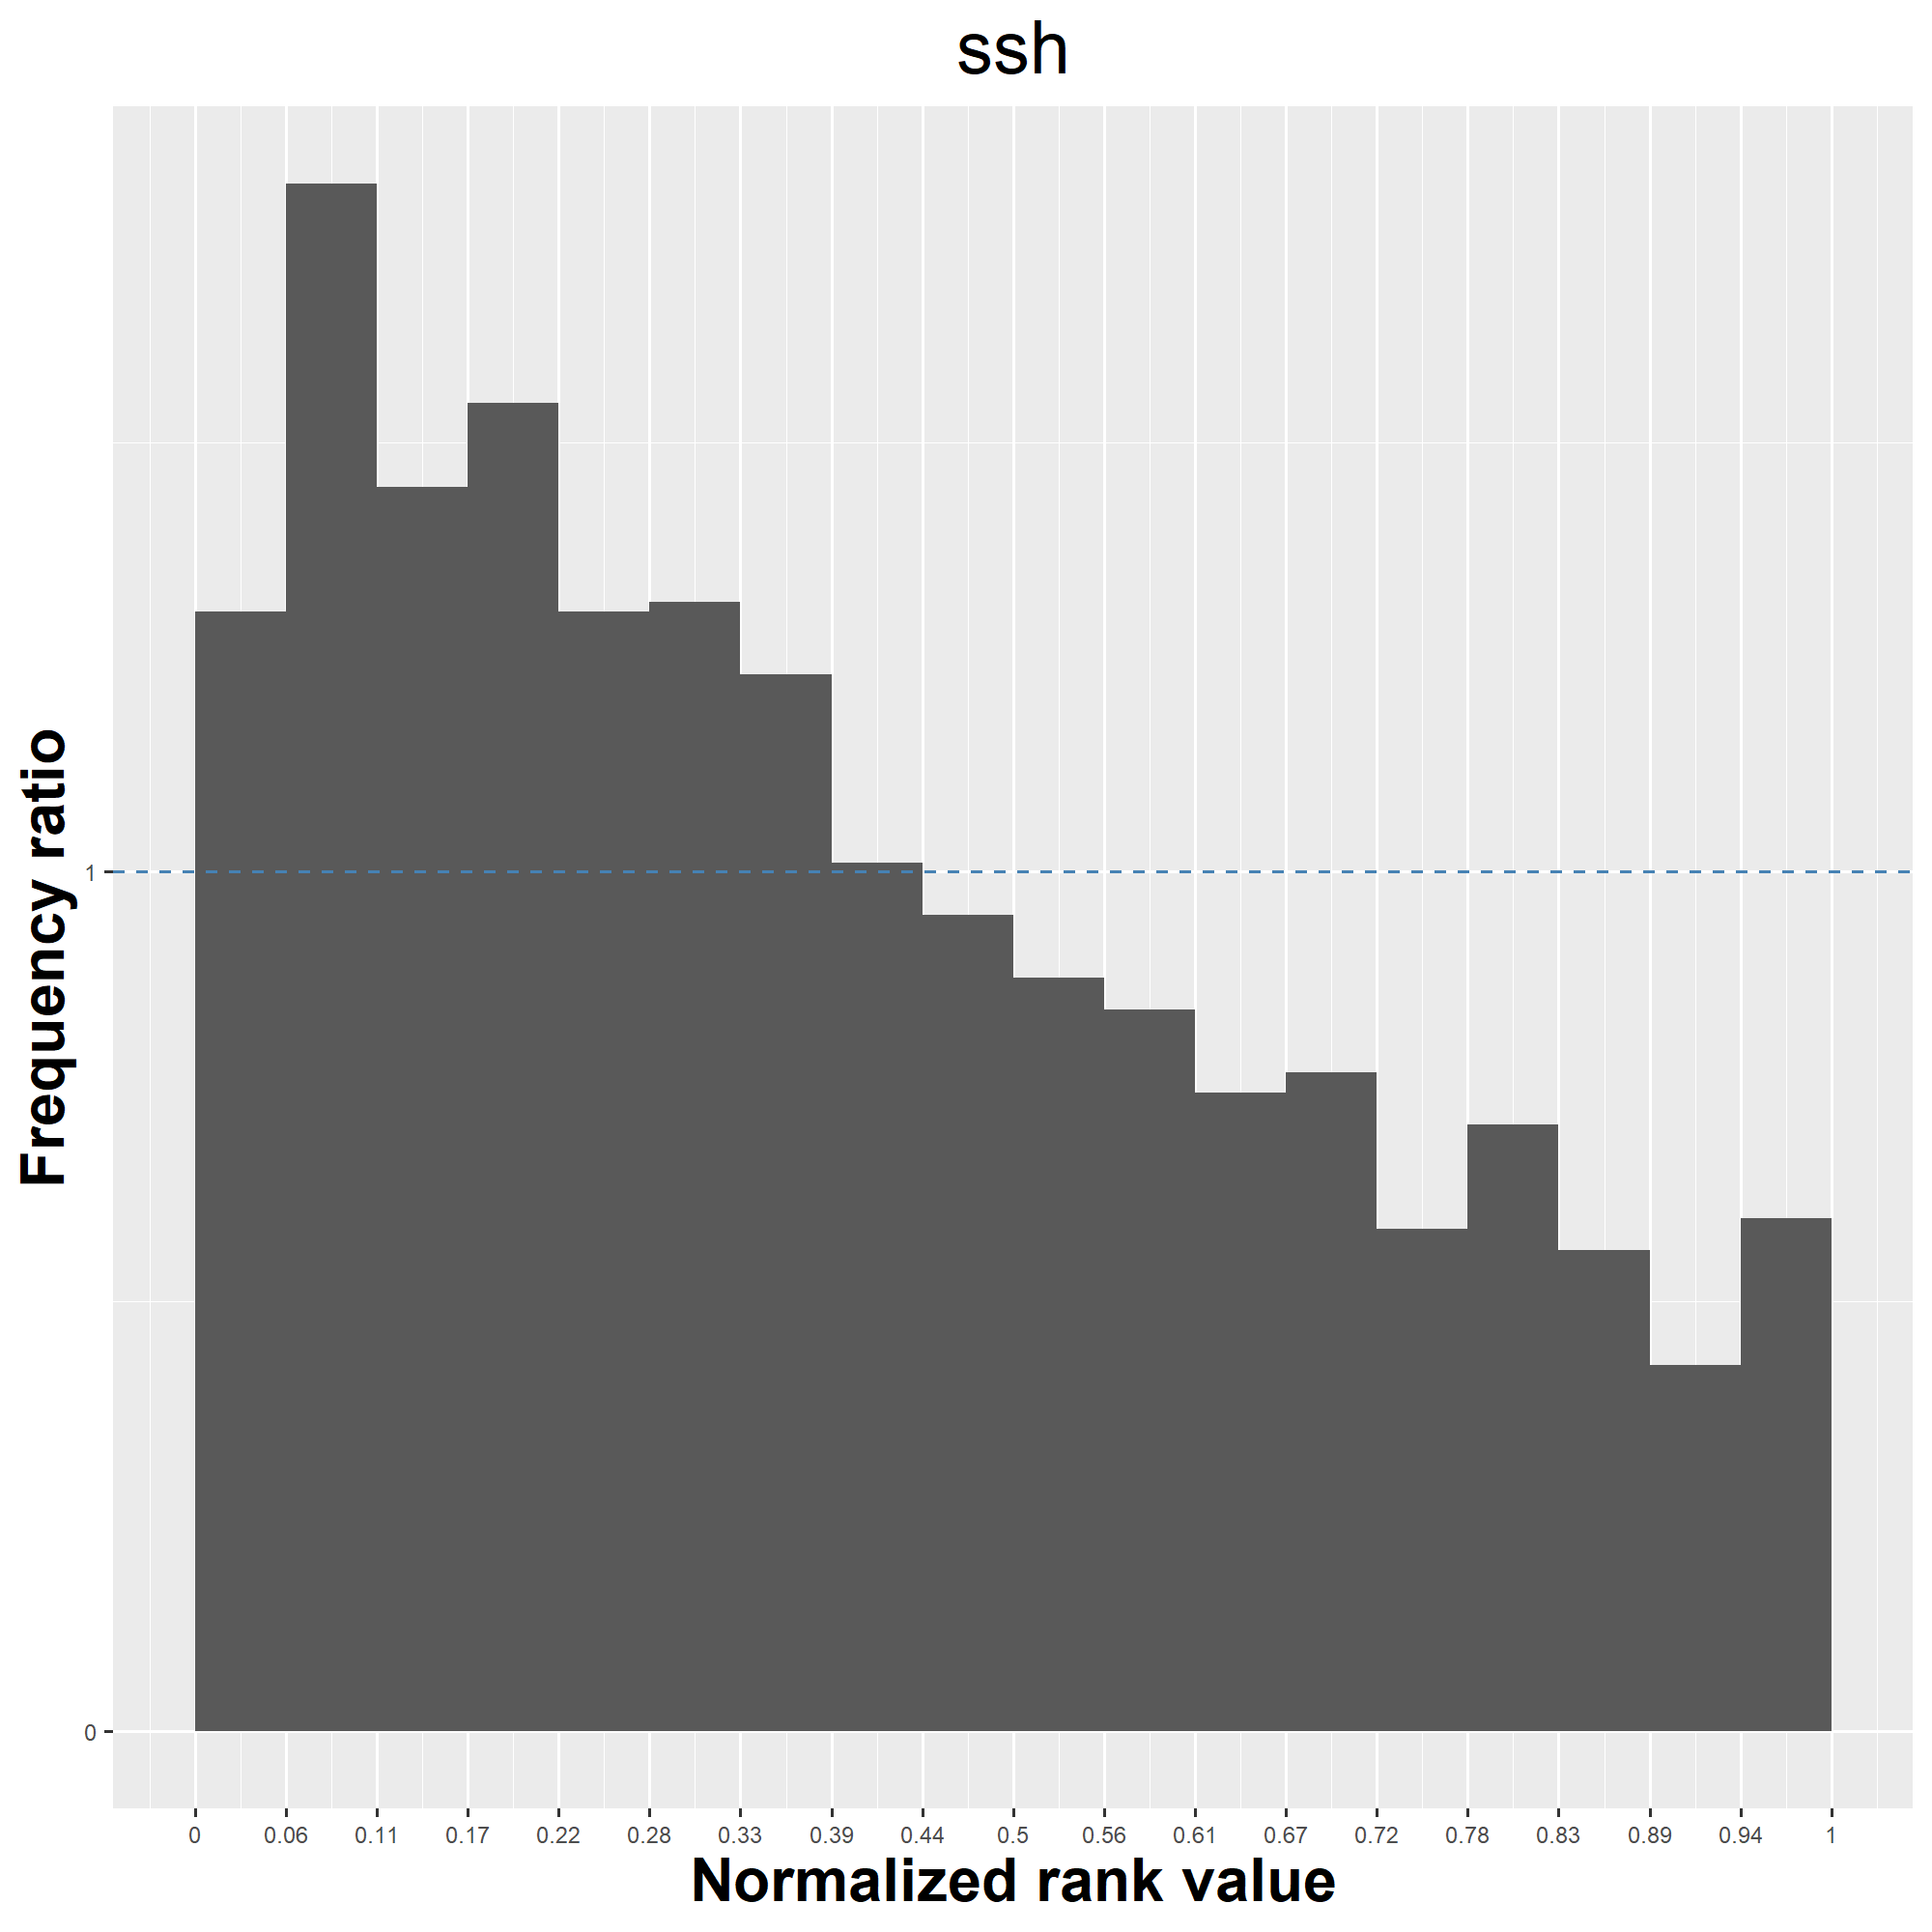 ssh
Frequency ratio
1
0
0 0.06 0.11 0.17 0.22 0.28 0.33 0.39 0.44 0.5 0.56 0.61 0.67 0.72 0.78 0.83 0.89 0.94 1
Normalized rank value